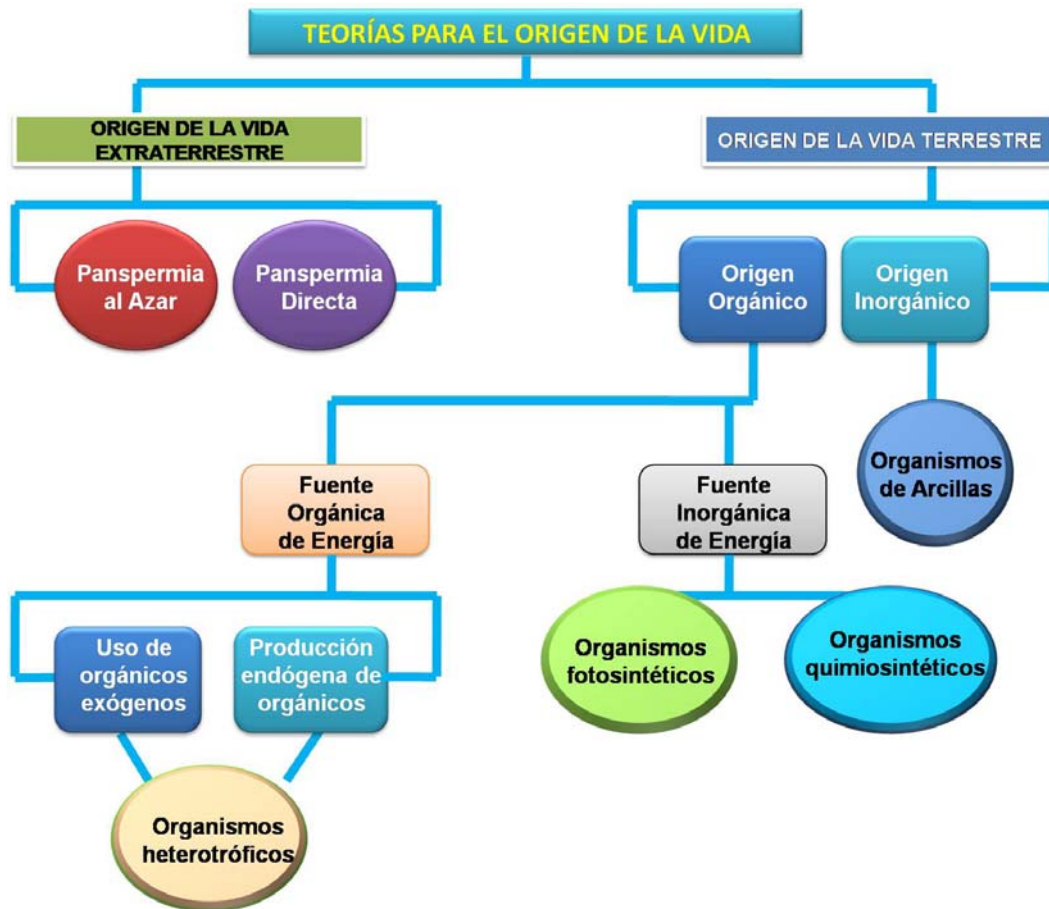 TEORÍAS PARA EL ORIGEN DE LA VIDA
ORIGEN DE LA VIDA
EXTRATERRESTRE
ORIGEN DE LA VIDA TERRESTRE
Panspermia
al Azar
Panspermia
Directa
Origen
Orgánico
Origen
Inorgánico
Organismos
de Arcillas
Fuente
Orgánica
de Energía
Fuente
Inorgánica
de Energía
Uso de
orgánicos
exógenos
Producción
endógena de
orgánicos
Organismos
fotosintéticos
Organismos
quimiosintéticos
Organismos
heterotróficos